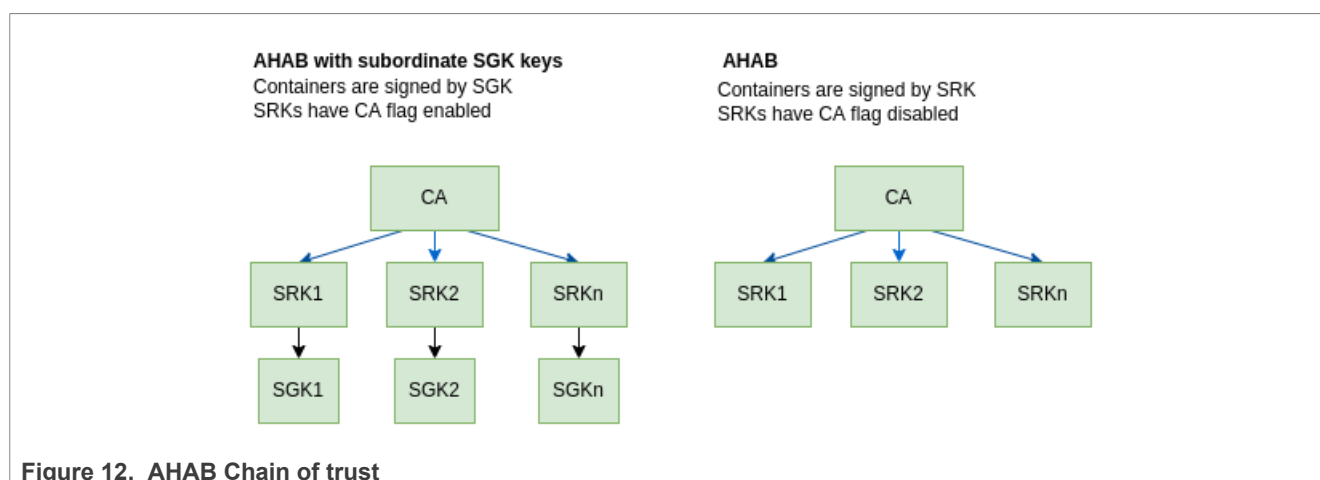 AHAB with subordinate SGK keys
Containers are signed by SGK
SRKs have CA flag enabled
AHAB
Containers are signed by SRK
SRKs have CA flag disabled
CA
SRK1
SRK2
SRKn
SGK1
SGK2
SGKn
CA
SRK1
SRK2
SRKn
Figure 12. AHAB Chain of trust